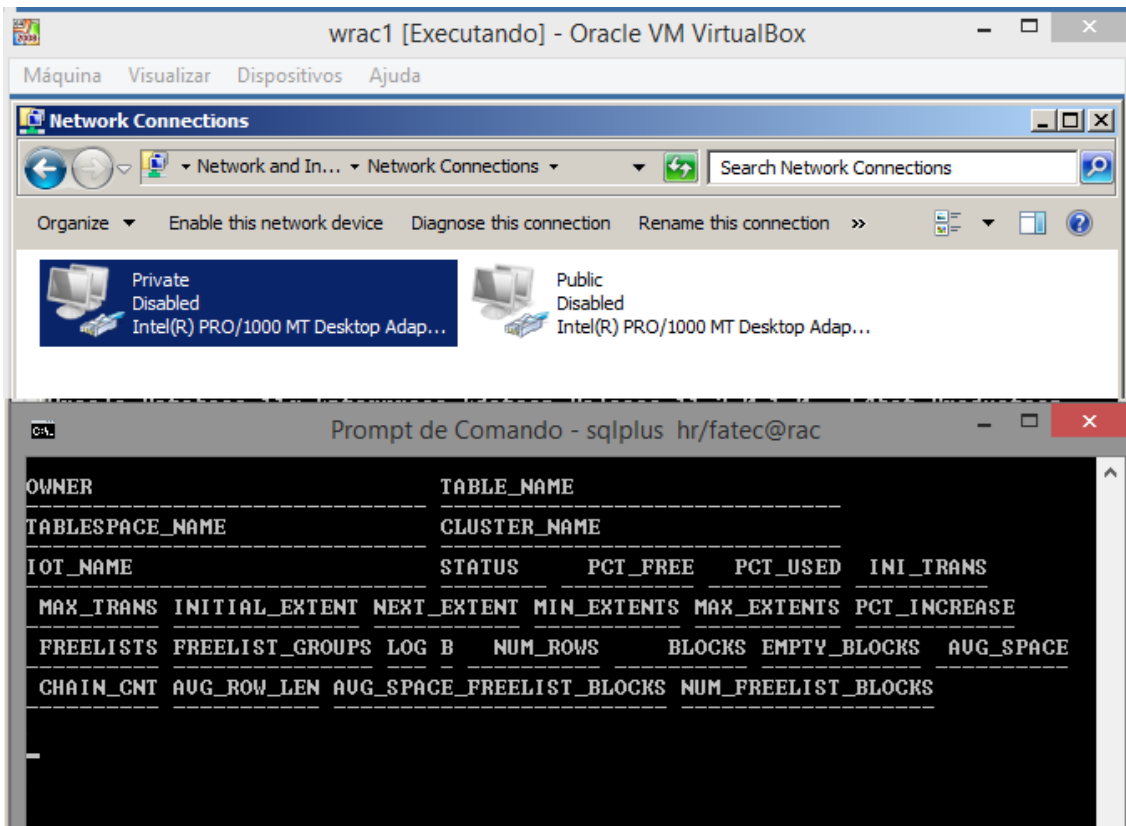 wrac1 [Executando] - Oracle VM VirtualBox
Máquina Visualizar Dispositivos Ajuda
Network Connections
Network and In... Network Connections Search Network Connections
Organize Enable this network device Diagnose this connection Rename this connection »
Private Public
Disabled Disabled
Intel(R) PRO/1000 MT Desktop Adap... Intel(R) PRO/1000 MT Desktop Adap...
Prompt de Comando - sqlplus hr/fatec@rac
OWNER TABLE_NAME
TABLESPACE_NAME CLUSTER_NAME
IOT_NAME STATUS PCT_FREE PCT_USED INI_TRANS
MAX_TRANS INITIAL_EXTENT NEXT_EXTENT MIN_EXTENTS MAX_EXTENTS PCT_INCREASE
FREELISTS FREELIST_GROUPS LOG B NUM_ROWS BLOCKS EMPTY_BLOCKS AVG_SPACE
CHAIN_CNT AVG_ROW_LEN AVG_SPACE_FREELIST_BLOCKS NUM_FREELIST_BLOCKS